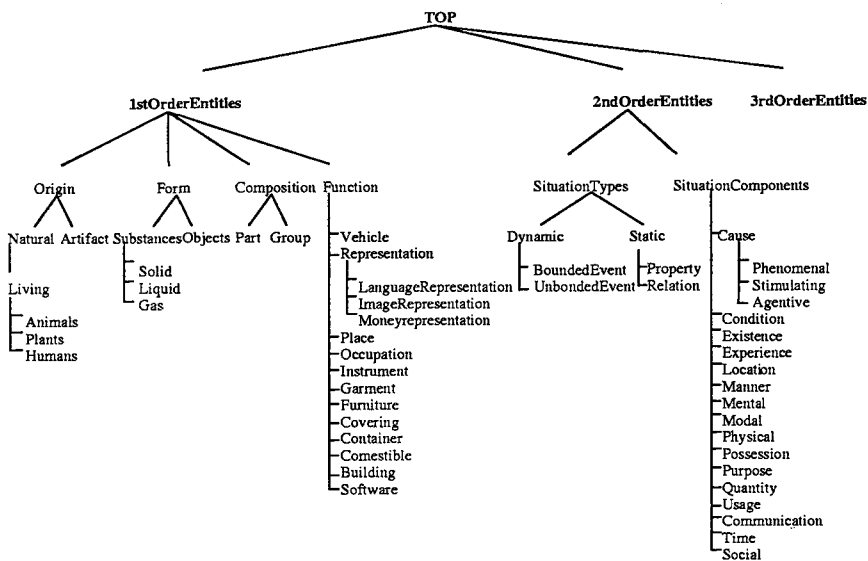 TOP
1stOrderEntities 2ndOrderEntities 3rdOrderEntities
Origin Form Composition Function SituationTypes SituationComponents
Natural Artifact Substances Objects Part Group Vehicle Dynamic Static Cause
Representation
Solid BoundedEvent Property Phenomenal
Living Liquid LanguageRepresentation UnbondedEvent Relation Stimulating
Gas ImageRepresentation Agentive
Animals Moneyrepresentation Condition
Plants Place Existence
Humans Occupation Experience
Instrument Location
Garment Manner
Furniture Mental
Covering Modal
Container Physical
Comestible Possession
Building Purpose
Software Quantity
Usage
Communication
Time
Social